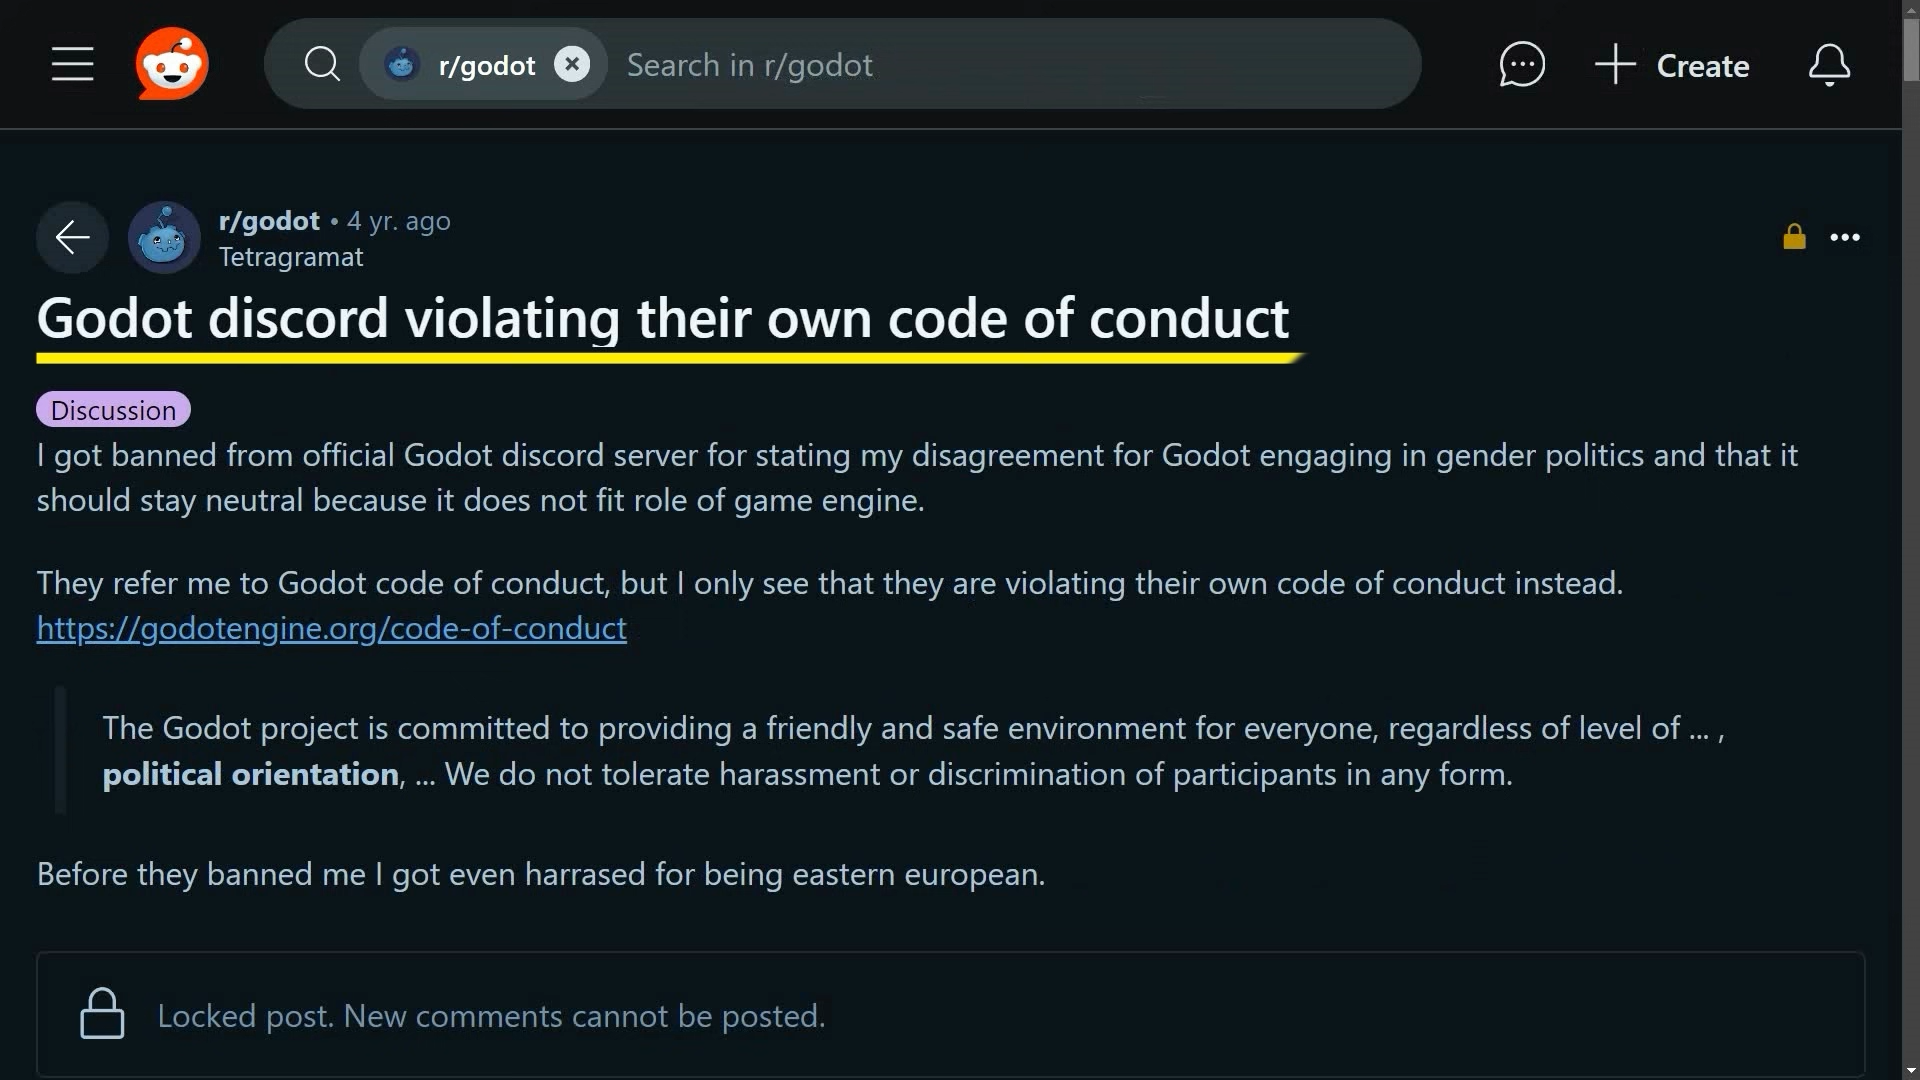 r/godot
Search in r/godot
Create
r/godot • 4 yr. ago
Tetragramat
Godot discord violating their own code of conduct
Discussion
I got banned from official Godot discord server for stating my disagreement for Godot engaging in gender politics and that it
should stay neutral because it does not fit role of game engine.
They refer me to Godot code of conduct, but I only see that they are violating their own code of conduct instead.
https://godotengine.org/code-of-conduct
The Godot project is committed to providing a friendly and safe environment for everyone, regardless of level of ... ,
political orientation, ... We do not tolerate harassment or discrimination of participants in any form.
Before they banned me I got even harrased for being eastern european.
Locked post. New comments cannot be posted.